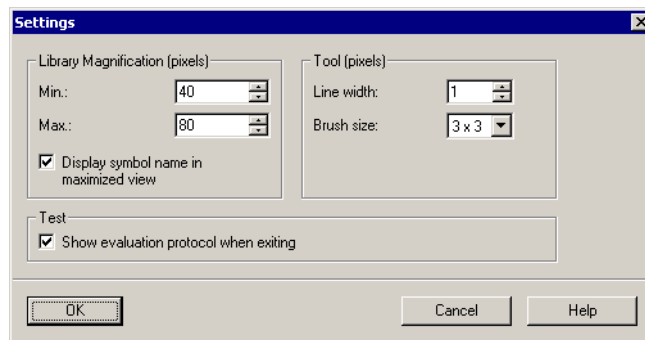 Settings
Library Magnification (pixels)
Min.:
40
Max.:
80
Display symbol name in
maximized view
Tool (pixels)
Line width:
1
Brush size:
3 x 3
Test
Show evaluation protocol when exiting
OK
Cancel
Help